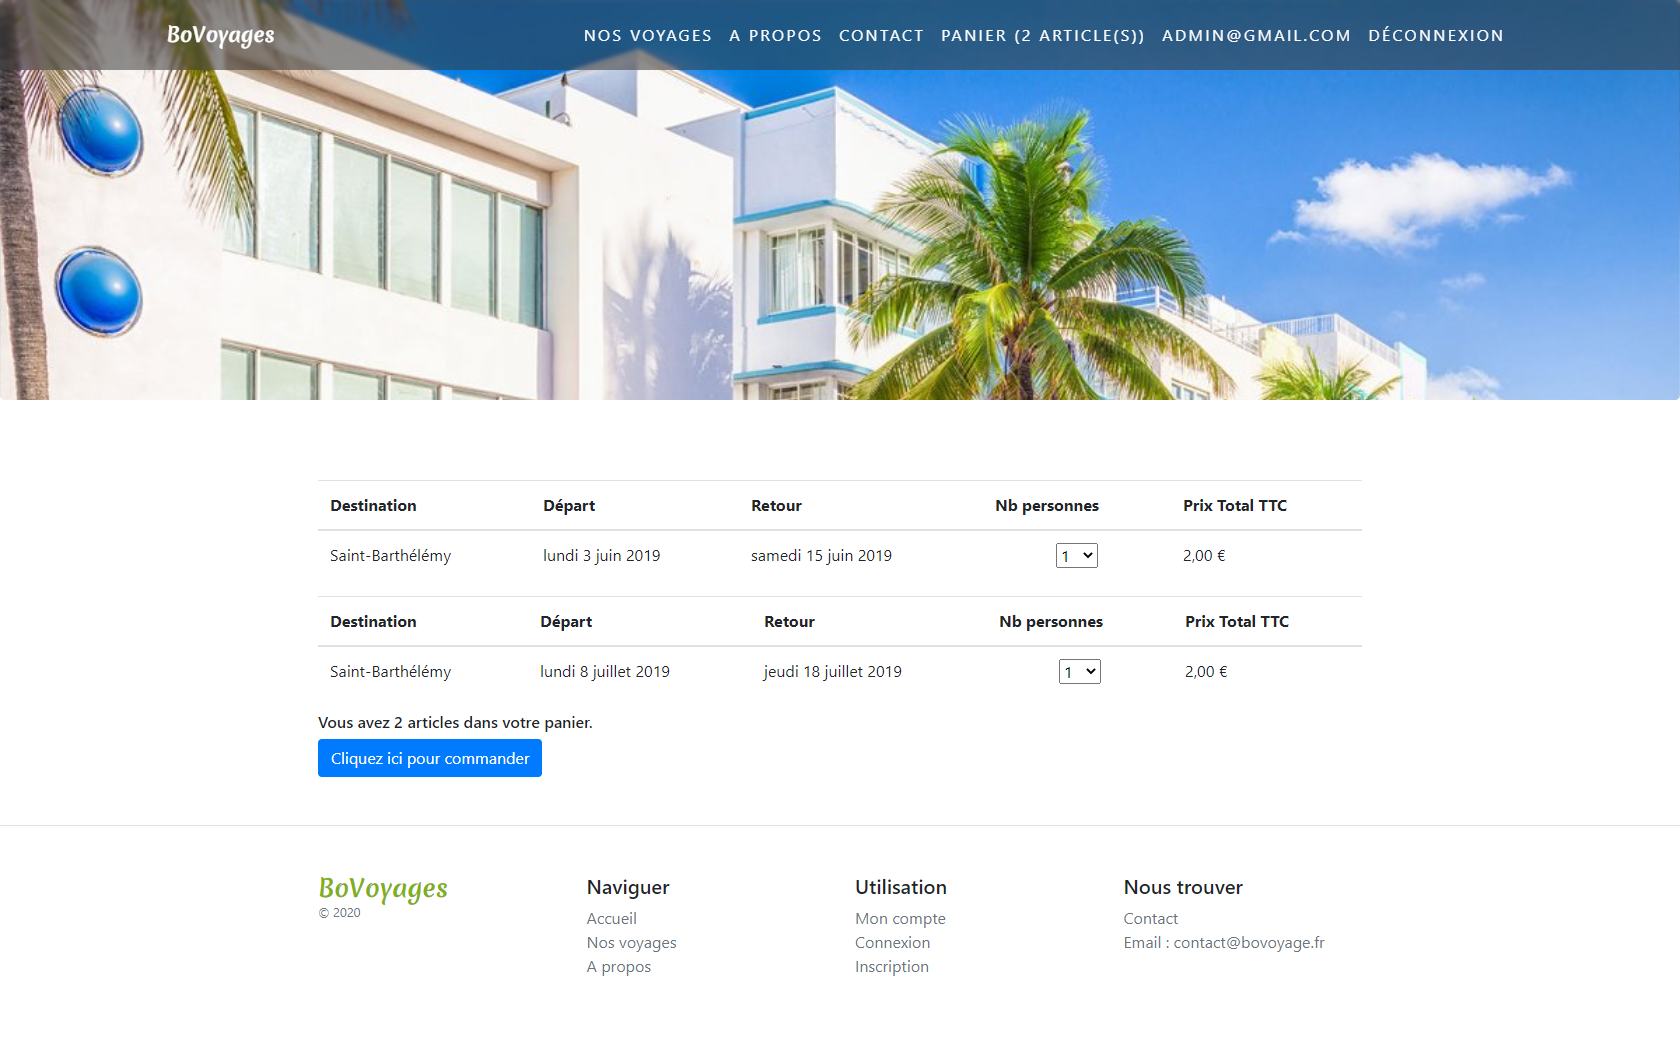 BoVoyages NOS VOYAGES A PROPOS CONTACT PANIER (2 ARTICLE(S)) ADMIN@GMAIL.COM DÉCONNEXION
Destination Départ Retour Nb personnes Prix Total TTC
Saint-Barthélémy lundi 3 juin 2019 samedi 15 juin 2019 1 2,00 €
Destination Départ Retour Nb personnes Prix Total TTC
Saint-Barthélémy lundi 8 juillet 2019 jeudi 18 juillet 2019 1 2,00 €
Vous avez 2 articles dans votre panier.
Cliquez ici pour commander
BoVoyages
© 2020
Naviguer
Accueil
Nos voyages
A propos
Utilisation
Mon compte
Connexion
Inscription
Nous trouver
Contact
Email : contact@bovoyage.fr